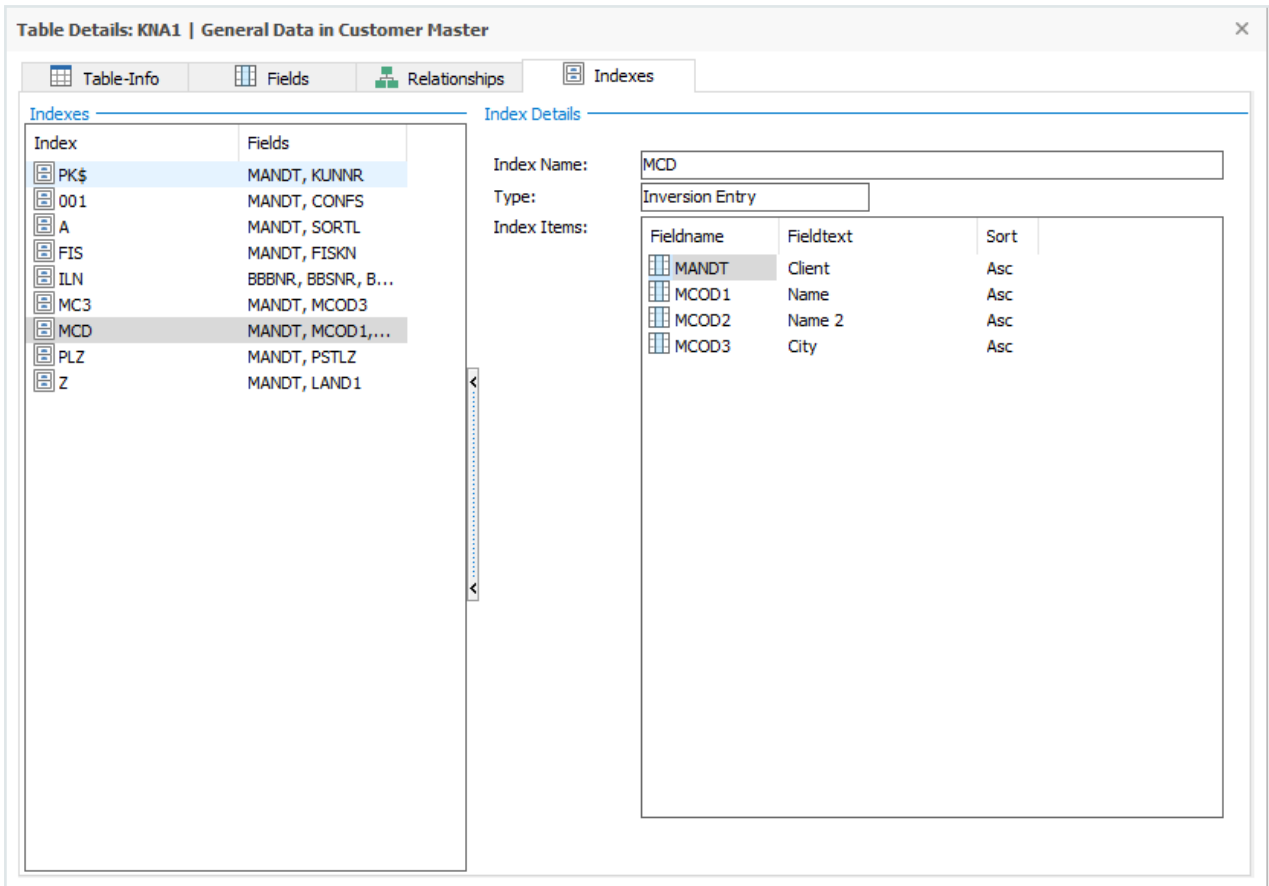 Table Details: KNA1 | General Data in Customer Master
Table-Info Fields Relationships Indexes
Indexes
Index Fields
PK$ MANDT, KUNNR
001 MANDT, CONFS
A MANDT, SORTL
FIS MANDT, FISKN
ILN BBBNR, BBSNR, B...
MC3 MANDT, MCOD3
MCD MANDT, MCOD1,...
PLZ MANDT, PSTLZ
Z MANDT, LAND1
Index Details
Index Name: MCD
Type: Inversion Entry
Index Items:
Fieldname Fieldtext Sort
MANDT Client Asc
MCOD1 Name Asc
MCOD2 Name 2 Asc
MCOD3 City Asc